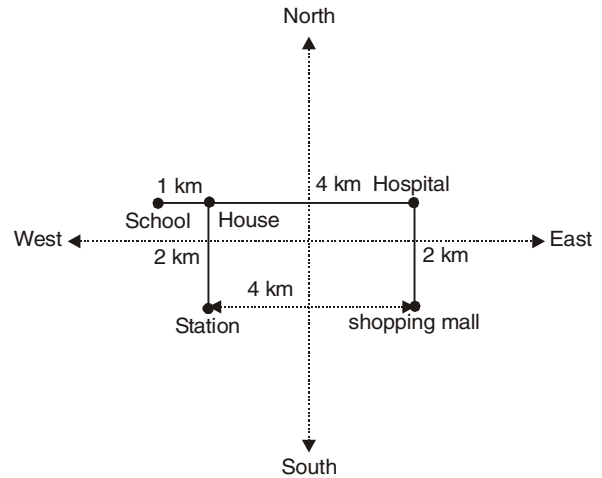 North
1 km
4 km Hospital
School
House
West
East
2 km
2 km
4 km
Station
shopping mall
South